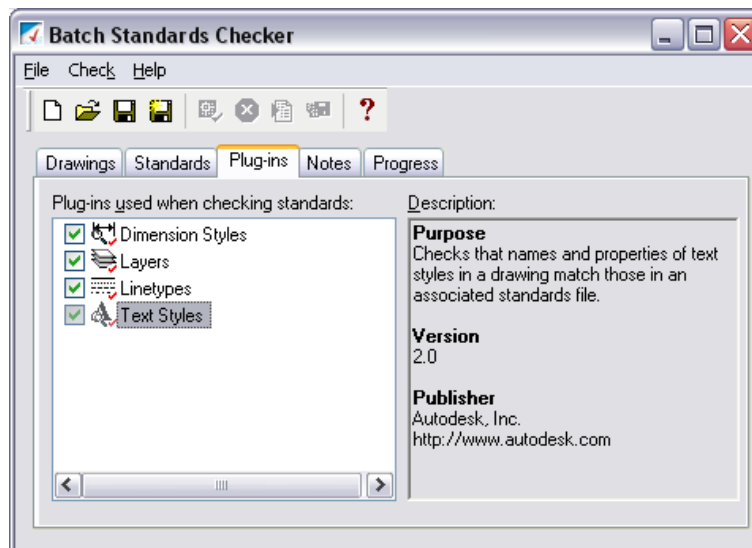 Batch Standards Checker
File Check Help
Drawings Standards Plug-ins Notes Progress
Plug-ins used when checking standards:
Dimension Styles
Layers
Linetypes
Text Styles
Description:
Purpose
Checks that names and properties of text
styles in a drawing match those in an
associated standards file.
Version
2.0
Publisher
Autodesk, Inc.
http://www.autodesk.com